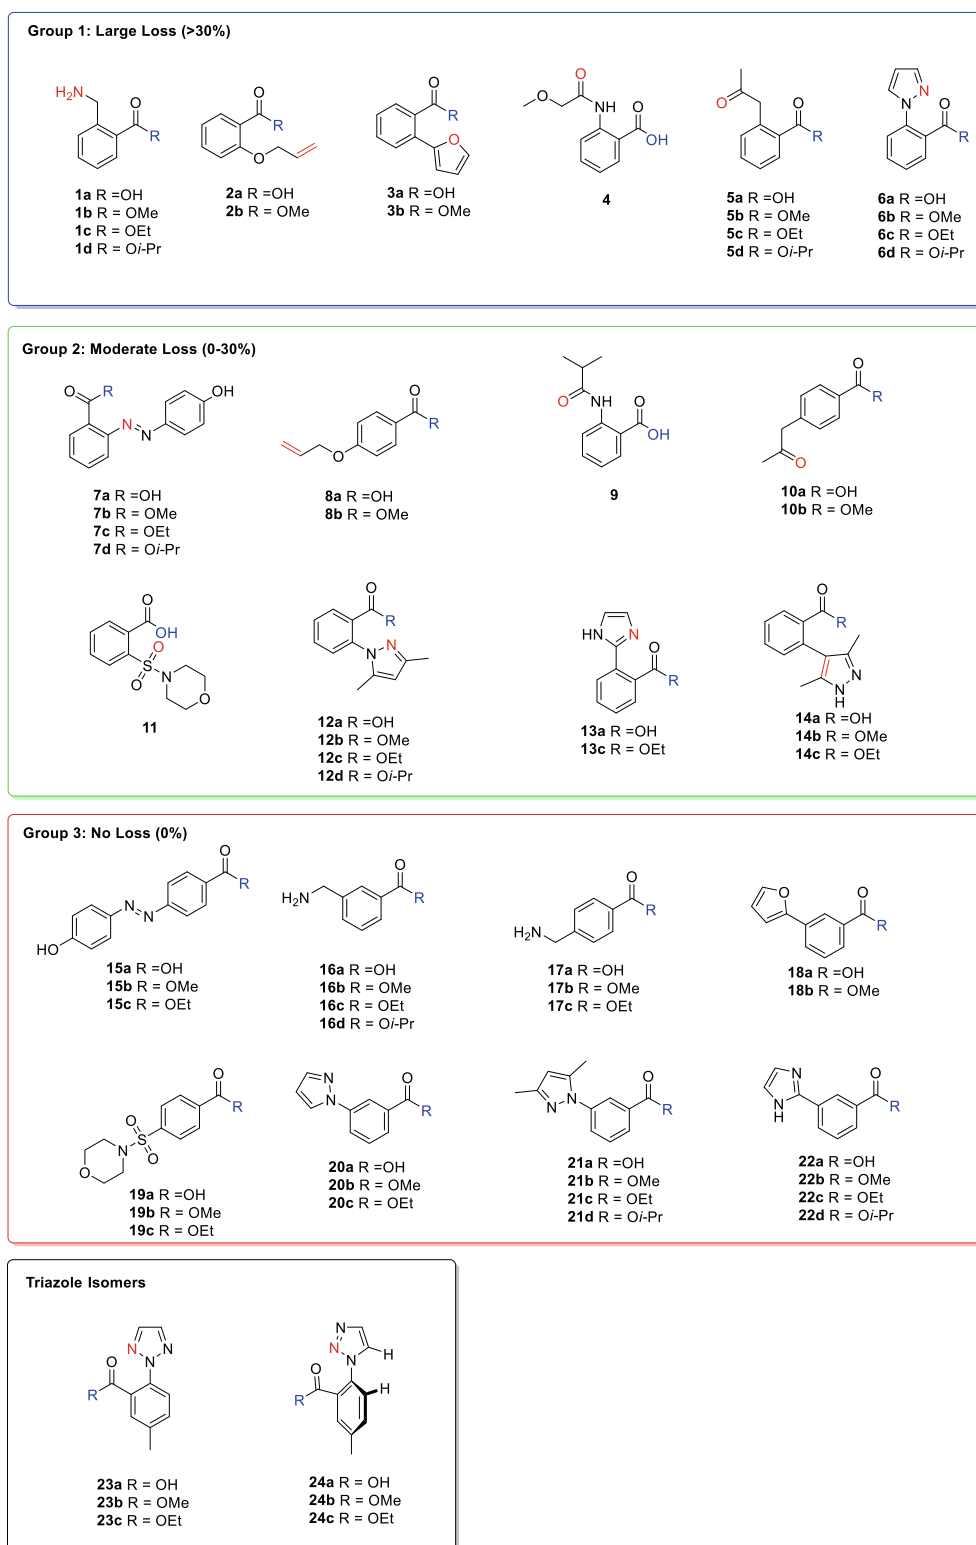 Group 1: Large Loss (>30%)
H₂N O R
1a R =OH
1b R = OMe
1c R = OEt
1d R = Oi-Pr
O R O
2a R =OH
2b R = OMe
O R O
3a R =OH
3b R = OMe
O O NH O OH
4
O O R
5a R =OH
5b R = OMe
5c R = OEt
5d R = Oi-Pr
N N O R
6a R =OH
6b R = OMe
6c R = OEt
6d R = Oi-Pr
Group 2: Moderate Loss (0-30%)
O R N N OH
7a R =OH
7b R = OMe
7c R = OEt
7d R = Oi-Pr
O R O
8a R =OH
8b R = OMe
O NH O OH
9
O R O
10a R =OH
10b R = OMe
O OH O S O N O
11
O R N N
12a R =OH
12b R = OMe
12c R = OEt
12d R = Oi-Pr
HN N O R
13a R =OH
13c R = OEt
O R N N H
14a R =OH
14b R = OMe
14c R = OEt
Group 3: No Loss (0%)
O R N N HO
15a R =OH
15b R = OMe
15c R = OEt
H₂N O R
16a R =OH
16b R = OMe
16c R = OEt
16d R = Oi-Pr
O R H₂N
17a R =OH
17b R = OMe
17c R = OEt
O O R
18a R =OH
18b R = OMe
O R O S O N O
19a R =OH
19b R = OMe
19c R = OEt
N N O R
20a R =OH
20b R = OMe
20c R = OEt
N N O R
21a R =OH
21b R = OMe
21c R = OEt
21d R = Oi-Pr
N N H O R
22a R =OH
22b R = OMe
22c R = OEt
22d R = Oi-Pr
Triazole Isomers
N N N O R
23a R = OH
23b R = OMe
23c R = OEt
N N N H O R H
24a R = OH
24b R = OMe
24c R = OEt